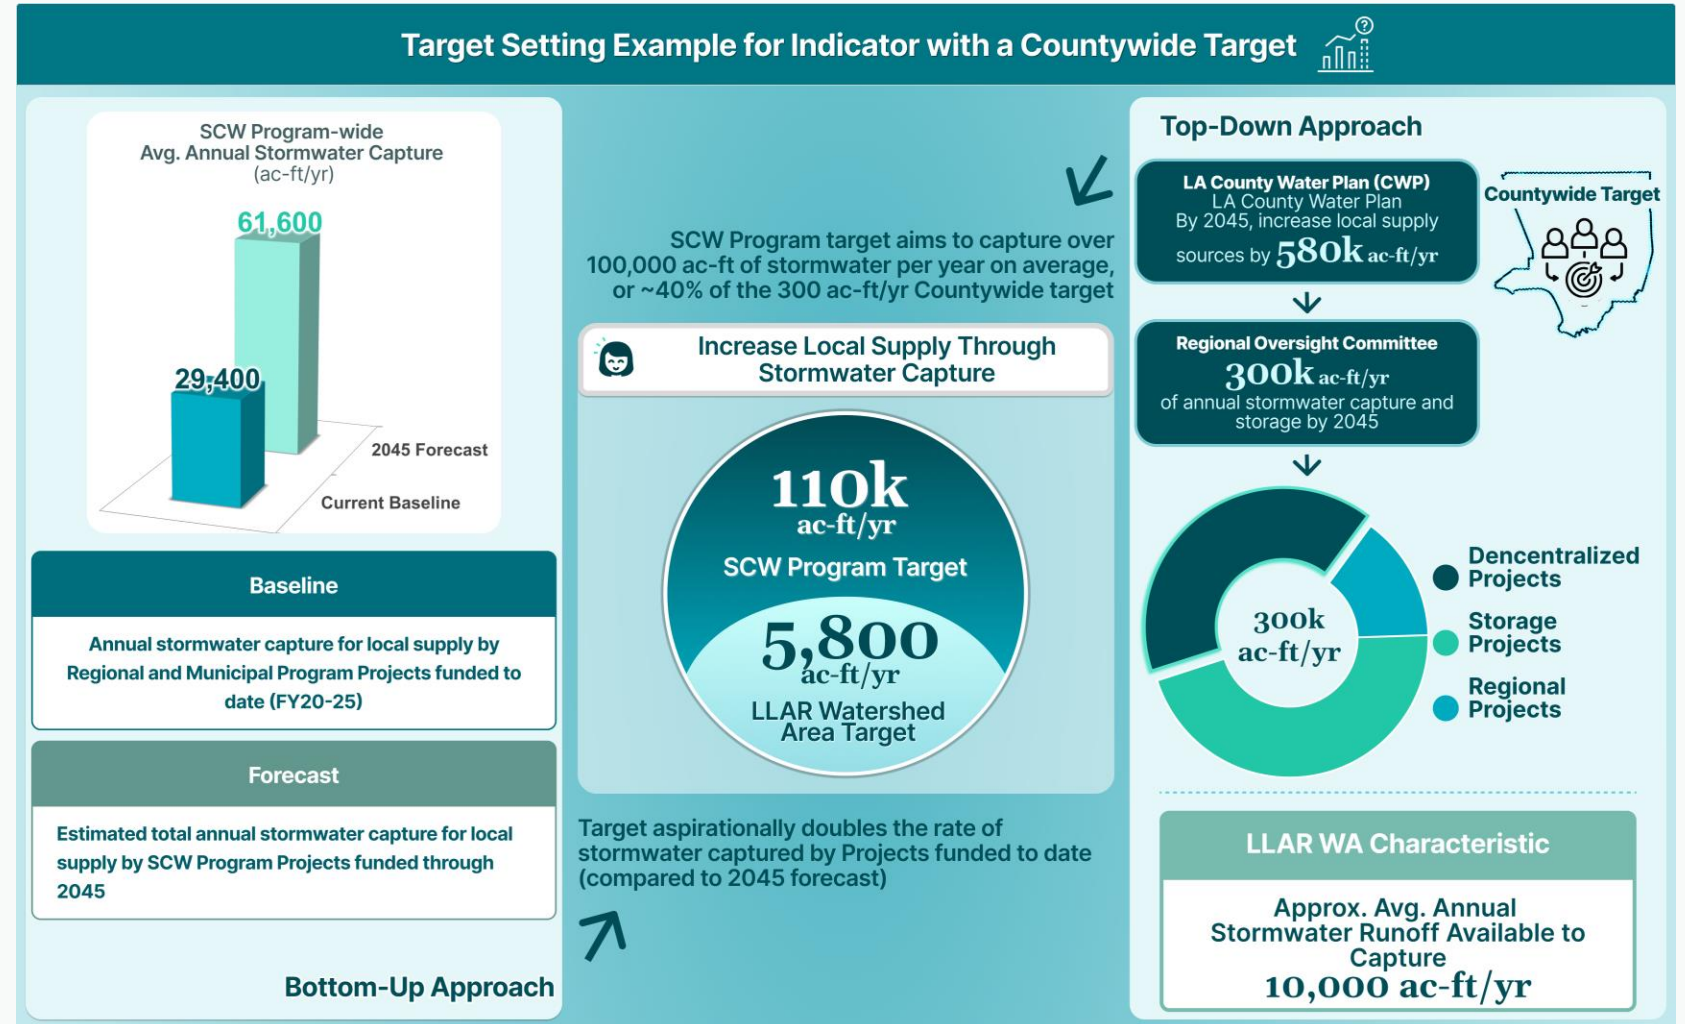 Target Setting Example for Indicator with a Countywide Target
SCW Program-wide
Avg. Annual Stormwater Capture
(ac-ft/yr)
61,600
29,400
2045 Forecast
Current Baseline
Baseline
Annual stormwater capture for local supply by
Regional and Municipal Program Projects funded to
date (FY20-25)
Forecast
Estimated total annual stormwater capture for local
supply by SCW Program Projects funded through
2045
Bottom-Up Approach
SCW Program target aims to capture over
100,000 ac-ft of stormwater per year on average,
or ~40% of the 300 ac-ft/yr Countywide target
Increase Local Supply Through
Stormwater Capture
110k
ac-ft/yr
SCW Program Target
5,800
ac-ft/yr
LLAR Watershed
Area Target
Target aspirationally doubles the rate of
stormwater captured by Projects funded to date
(compared to 2045 forecast)
Top-Down Approach
LA County Water Plan (CWP)
LA County Water Plan
By 2045, increase local supply
sources by 580k ac-ft/yr
Countywide Target
Regional Oversight Committee
300k ac-ft/yr
of annual stormwater capture and
storage by 2045
300k
ac-ft/yr
Dencentralized
Projects
Storage
Projects
Regional
Projects
LLAR WA Characteristic
Approx. Avg. Annual
Stormwater Runoff Available to
Capture
10,000 ac-ft/yr